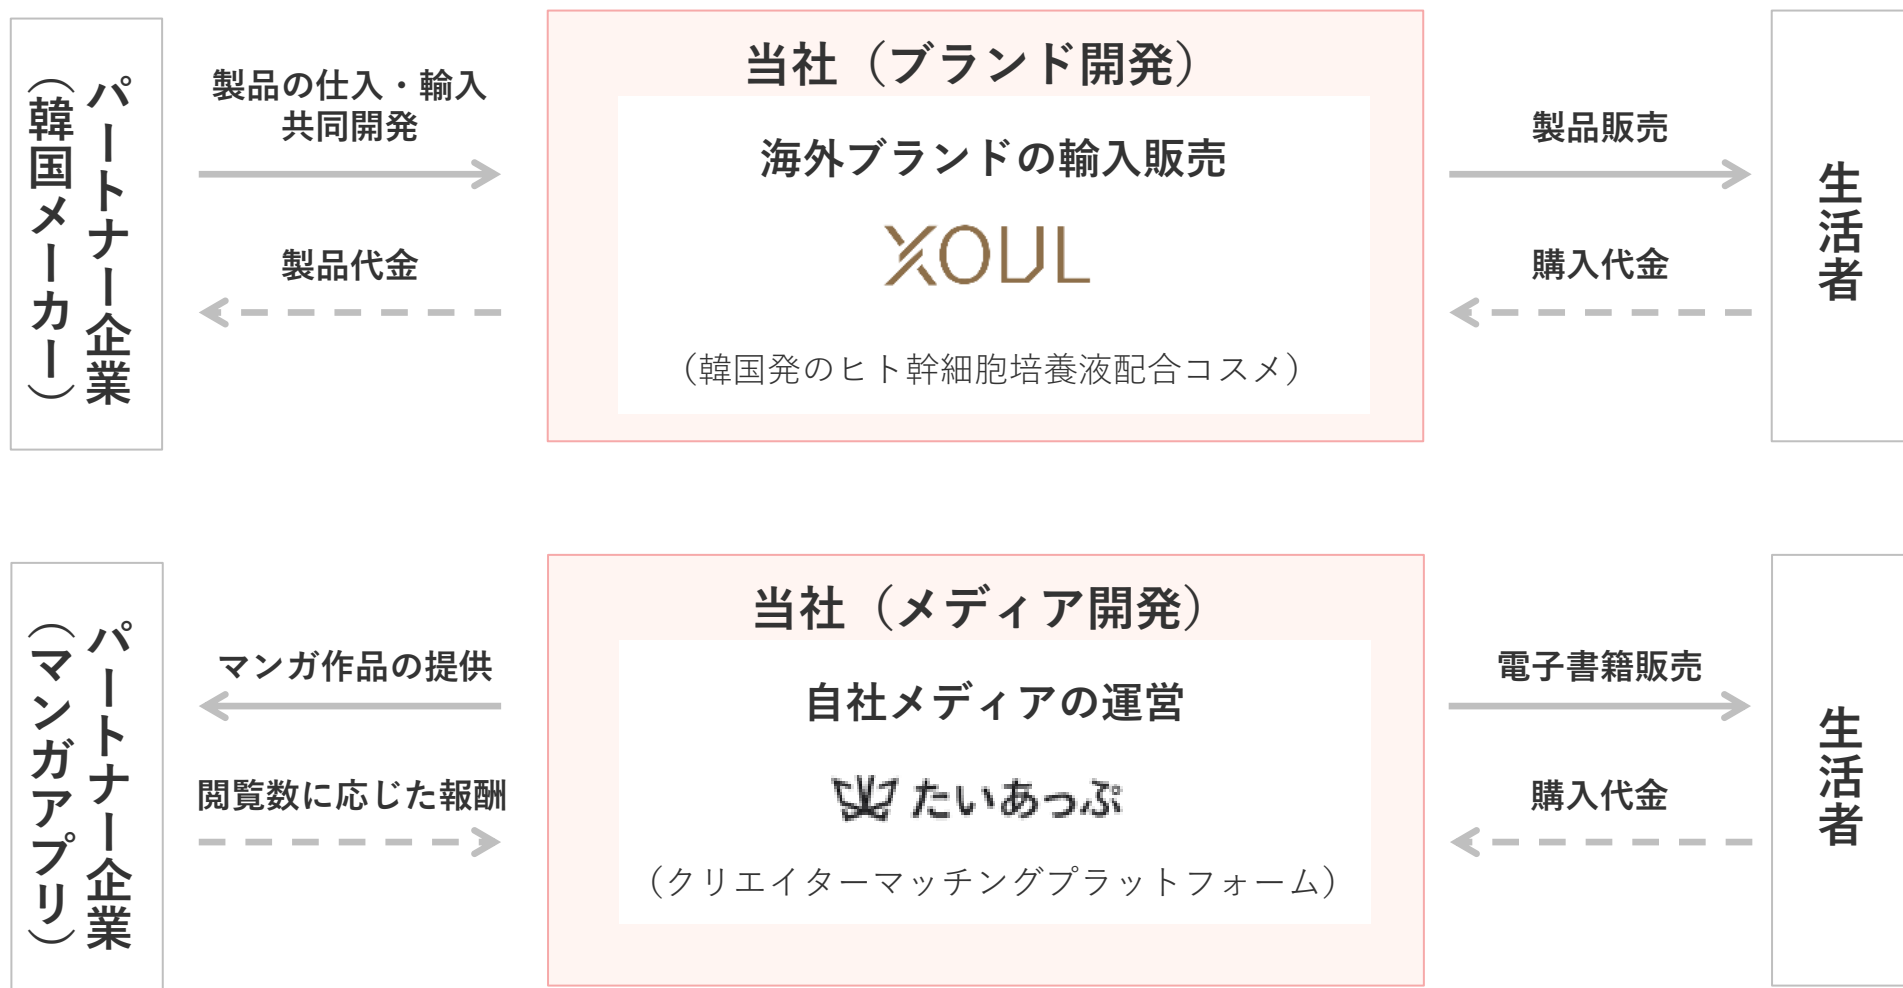 パートナー企業
（韓国メーカー）
製品の仕入・輸入
共同開発
製品代金
当社（ブランド開発）
海外ブランドの輸入販売
XOUL
（韓国発のヒト幹細胞培養液配合コスメ）
製品販売
購入代金
生活者
パートナー企業
（マンガアプリ）
マンガ作品の提供
閲覧数に応じた報酬
当社（メディア開発）
自社メディアの運営
たいあっぷ
（クリエイターマッチングプラットフォーム）
電子書籍販売
購入代金
生活者